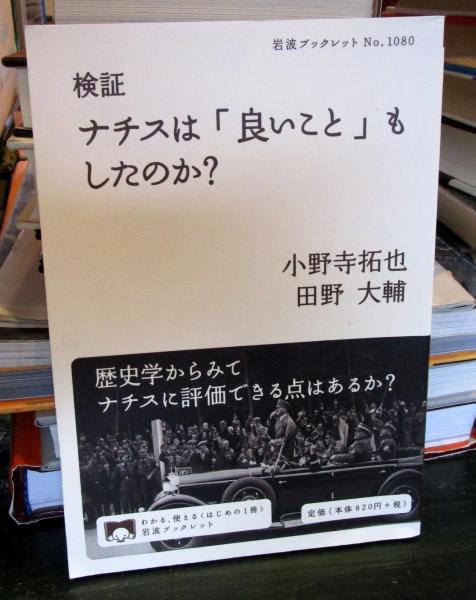 岩波ブックレット No.1080
検証
ナチスは「良いこと」も
したのか?
小野寺拓也
田野 大輔
歴史学からみて
ナチスに評価できる点はあるか?
わかる、使える〈はじめの1冊〉
岩波ブックレット
定価(本体820円+税)